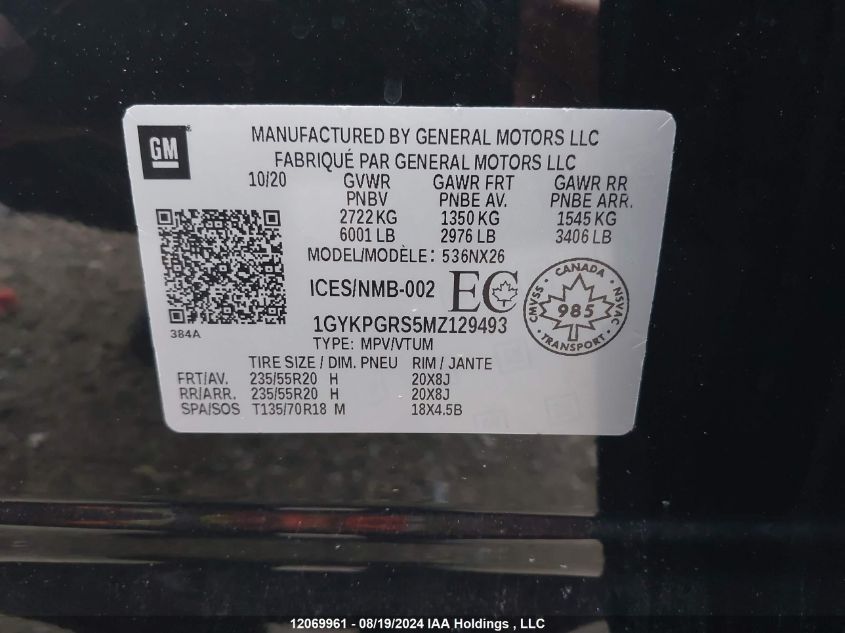 GM
MANUFACTURED BY GENERAL MOTORS LLC
FABRIQUÉ PAR GENERAL MOTORS LLC
10/20 GVWR GAWR FRT GAWR RR
PNBV PNBE AV. PNBE ARR.
2722 KG 1350 KG 1545 KG
6001 LB 2976 LB 3406 LB
MODEL/MODÈLE: 536NX26
ICES/NMB-002 EC
CANADA
CMVSS 985 NSVAC
TRANSPORT
384A
1GYKPGRS5MZ129493
TYPE: MPV/VTUM
TIRE SIZE / DIM. PNEU RIM / JANTE
FRT/AV. 235/55R20 H 20X8J
RR/ARR. 235/55R20 H 20X8J
SPA/SOS T135/70R18 M 18X4.5B
12069961 - 08/19/2024 IAA Holdings , LLC